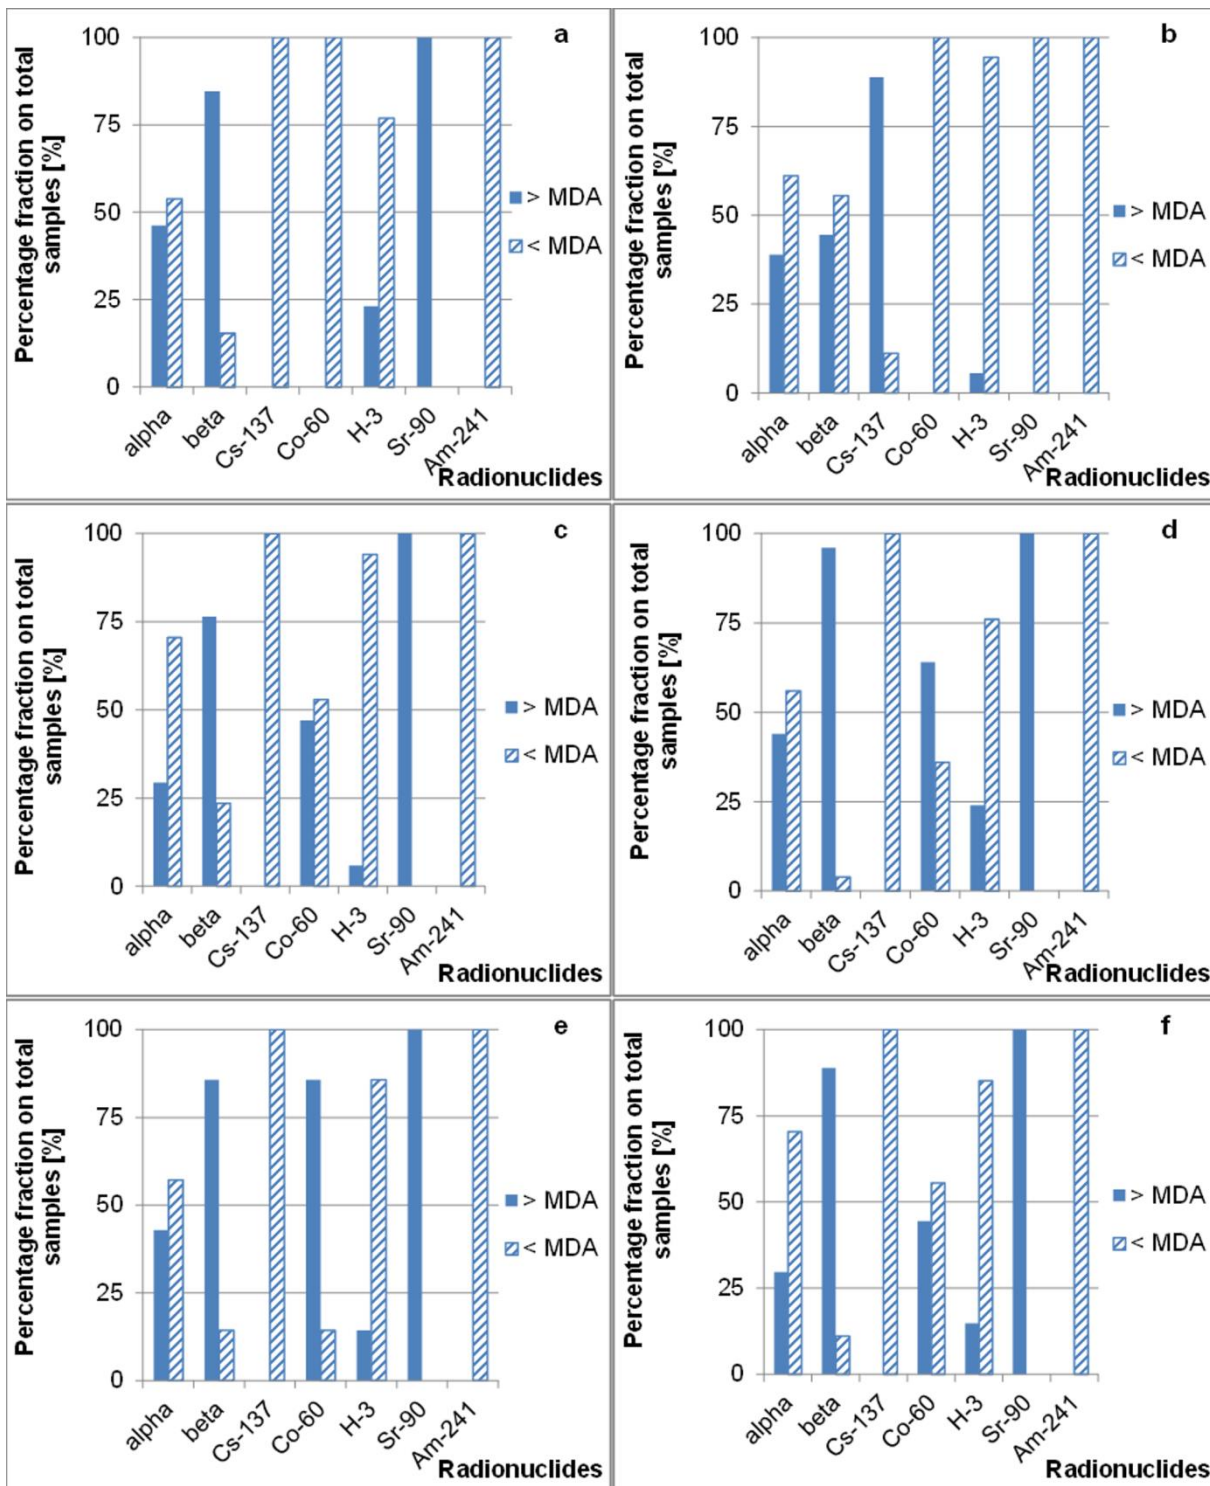 a
Percentage fraction on total
samples [%]
100
75
50
25
0
> MDA
< MDA
alpha
beta
Cs-137
Co-60
H-3
Sr-90
Am-241
Radionuclides
b
Percentage fraction on total
samples [%]
100
75
50
25
0
> MDA
< MDA
alpha
beta
Cs-137
Co-60
H-3
Sr-90
Am-241
Radionuclides
c
Percentage fraction on total
samples [%]
100
75
50
25
0
> MDA
< MDA
alpha
beta
Cs-137
Co-60
H-3
Sr-90
Am-241
Radionuclides
d
Percentage fraction on total
samples [%]
100
75
50
25
0
> MDA
< MDA
alpha
beta
Cs-137
Co-60
H-3
Sr-90
Am-241
Radionuclides
e
Percentage fraction on total
samples [%]
100
75
50
25
0
> MDA
< MDA
alpha
beta
Cs-137
Co-60
H-3
Sr-90
Am-241
Radionuclides
f
Percentage fraction on total
samples [%]
100
75
50
25
0
> MDA
< MDA
alpha
beta
Cs-137
Co-60
H-3
Sr-90
Am-241
Radionuclides